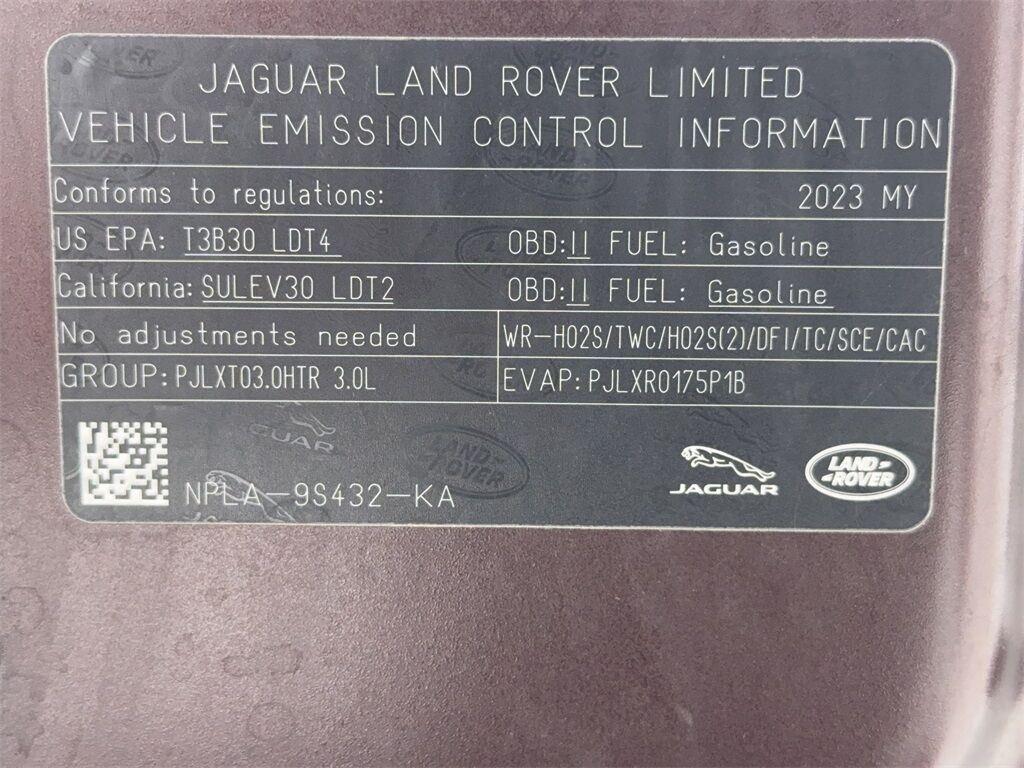 JAGUAR LAND ROVER LIMITED
VEHICLE EMISSION CONTROL INFORMATION
Conforms to regulations: 2023 MY
US EPA: T3B30 LDT4 OBD:II FUEL: Gasoline
California: SULEV30 LDT2 OBD:II FUEL: Gasoline
No adjustments needed WR-HO2S/TWC/HO2S(2)/DFI/TC/SCE/CAC
GROUP: PJLXT03.0HTR 3.0L EVAP: PJLXR0175P1B
NPLA-9S432-KA
JAGUAR
LAND ROVER